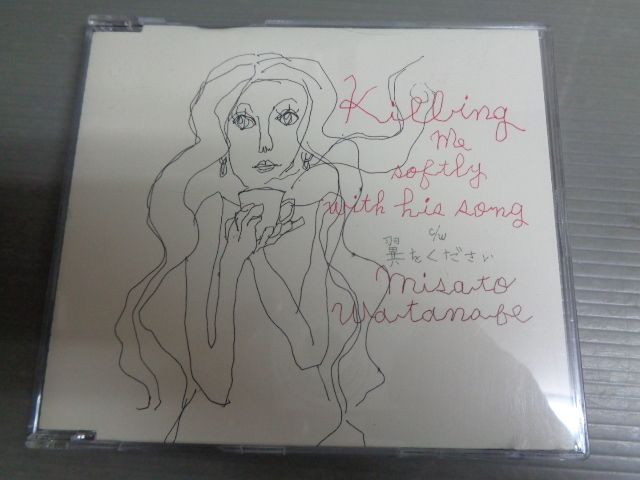 Killing
me
softly
with his song
c/w
翼をください
misato
watanabe